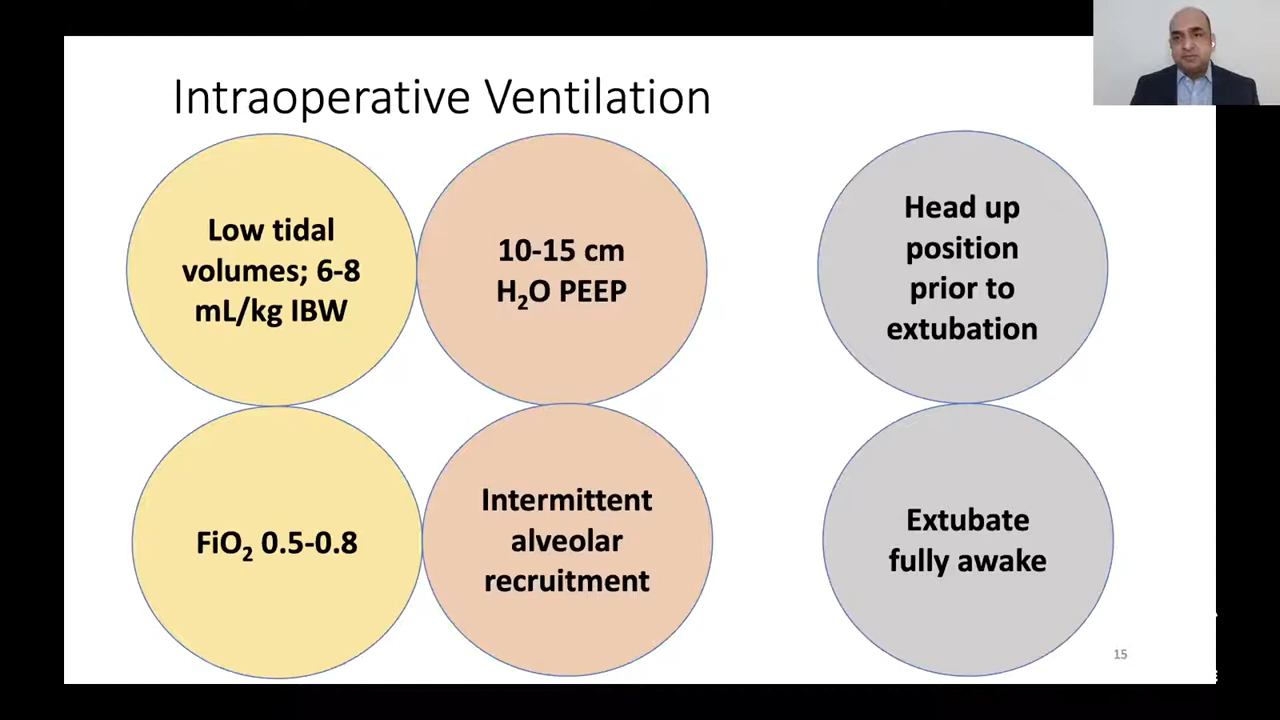 Intraoperative Ventilation
Low tidal
volumes; 6-8
mL/kg IBW
10-15 cm
H₂O PEEP
Head up
position
prior to
extubation
FiO₂ 0.5-0.8
Intermittent
alveolar
recruitment
Extubate
fully awake
15